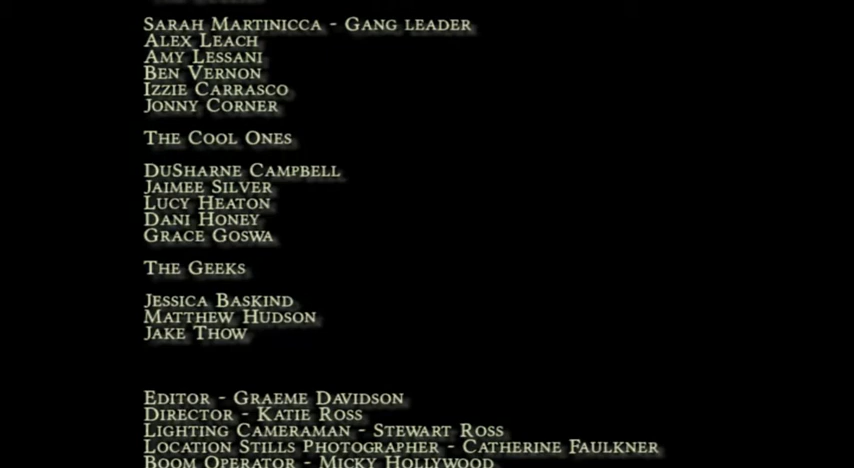 Sarah Martinicca - Gang leader
Alex Leach
Amy Lessani
Ben Vernon
Izzie Carrasco
Jonny Corner
The Cool Ones
DuSharne Campbell
Jaimee Silver
Lucy Heaton
Dani Honey
Grace Goswa
The Geeks
Jessica Baskind
Matthew Hudson
Jake Thow
Editor - Graeme Davidson
Director - Katie Ross
Lighting Cameraman - Stewart Ross
Location Stills Photographer - Catherine Faulkner
Boom Operator - Micky Hollywood